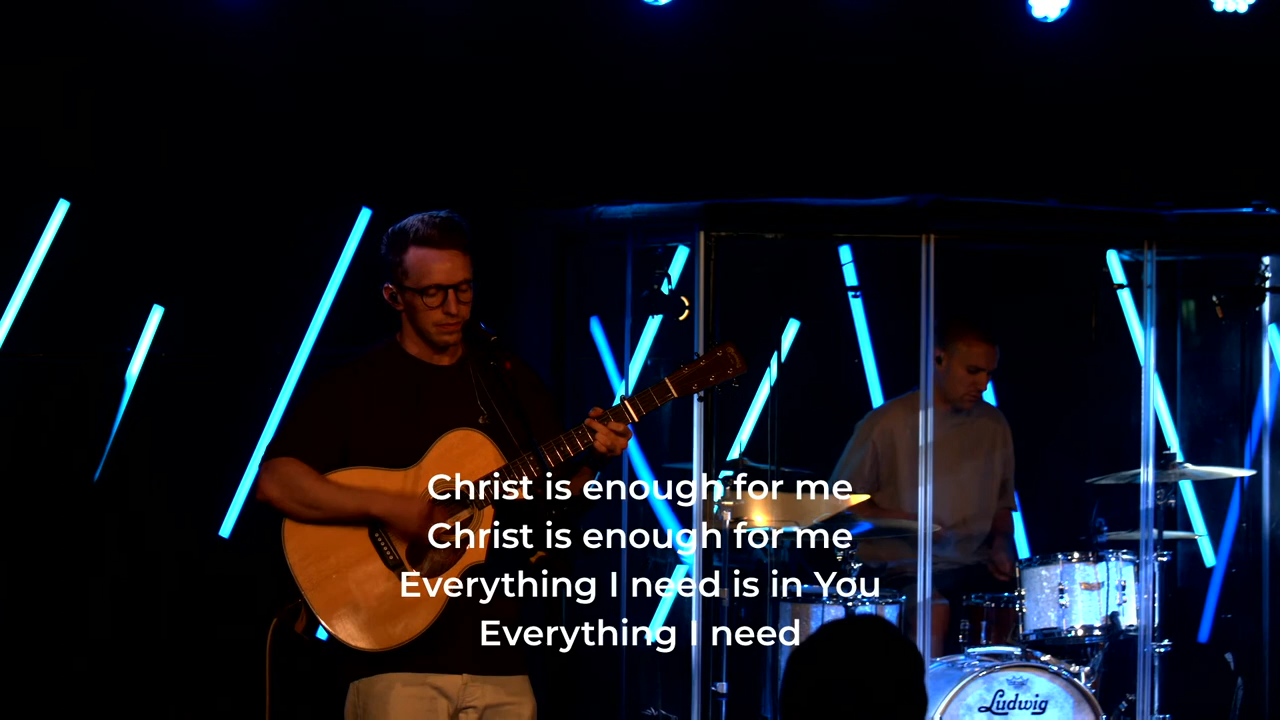 Christ is enough for me
Christ is enough for me
Everything I need is in You
Everything I need
Ludwig